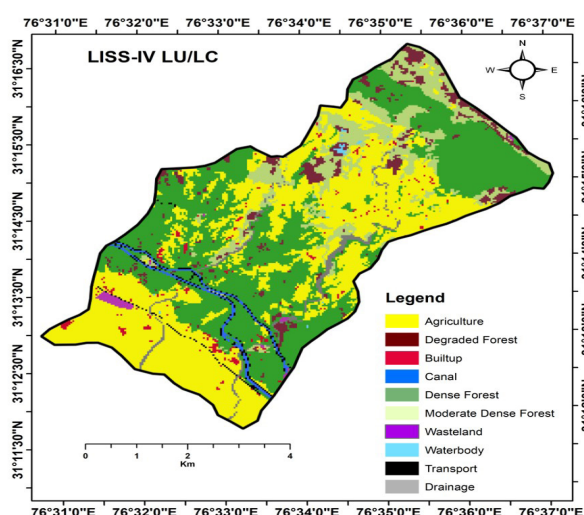 76°31'0"E 76°32'0"E 76°33'0"E 76°34'0"E 76°35'0"E 76°36'0"E 76°37'0"E
LISS-IV LU/LC
N
W E
S
31°16'30"N
31°15'30"N
31°14'30"N
31°13'30"N
31°12'30"N
31°11'30"N
Legend
Agriculture
Degraded Forest
Builtup
Canal
Dense Forest
Moderate Dense Forest
Wasteland
Waterbody
Transport
Drainage
0 2 4
Km
76°31'0"E 76°32'0"E 76°33'0"E 76°34'0"E 76°35'0"E 76°36'0"E 76°37'0"E